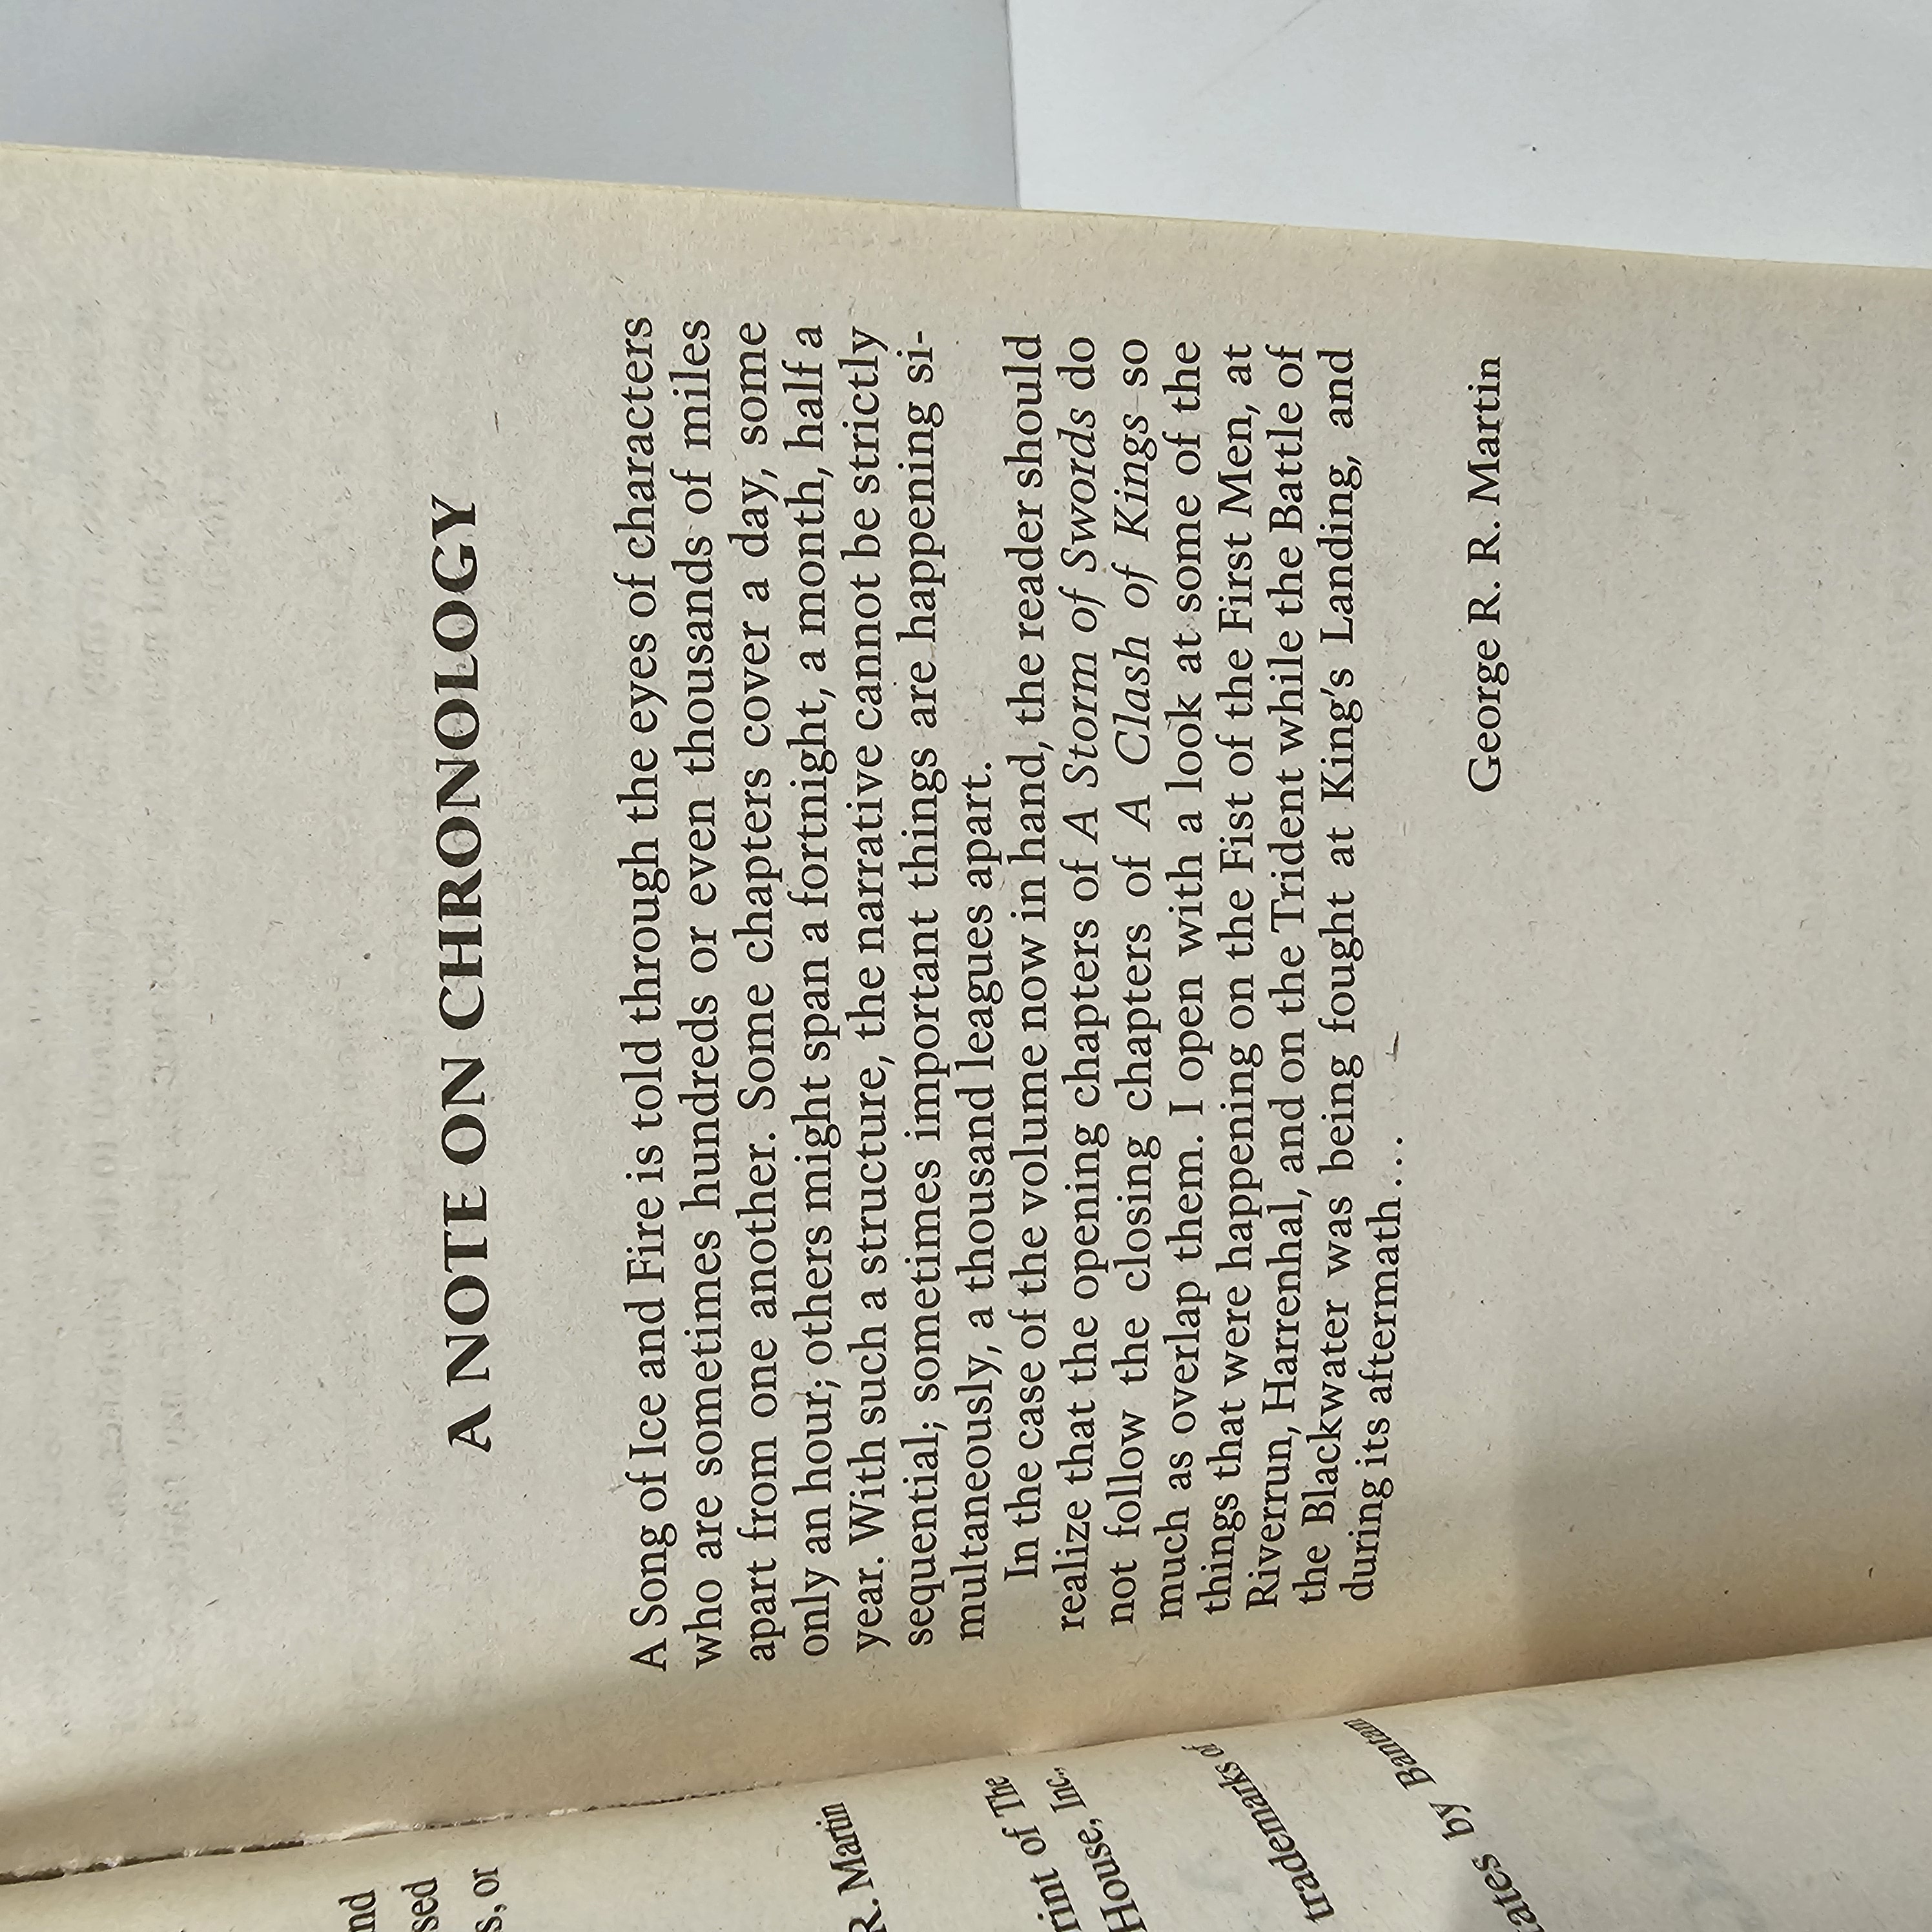 nd
sed
s, or
R. Martin
rint of The
House, Inc.,
trademarks of
tates by Bantam
A NOTE ON CHRONOLOGY
A Song of Ice and Fire is told through the eyes of characters
who are sometimes hundreds or even thousands of miles
apart from one another. Some chapters cover a day, some
only an hour; others might span a fortnight, a month, half a
year. With such a structure, the narrative cannot be strictly
sequential; sometimes important things are happening si-
multaneously, a thousand leagues apart.
In the case of the volume now in hand, the reader should
realize that the opening chapters of A Storm of Swords do
not follow the closing chapters of A Clash of Kings so
much as overlap them. I open with a look at some of the
things that were happening on the Fist of the First Men, at
Riverrun, Harrenhal, and on the Trident while the Battle of
the Blackwater was being fought at King's Landing, and
during its aftermath . . .
George R. R. Martin